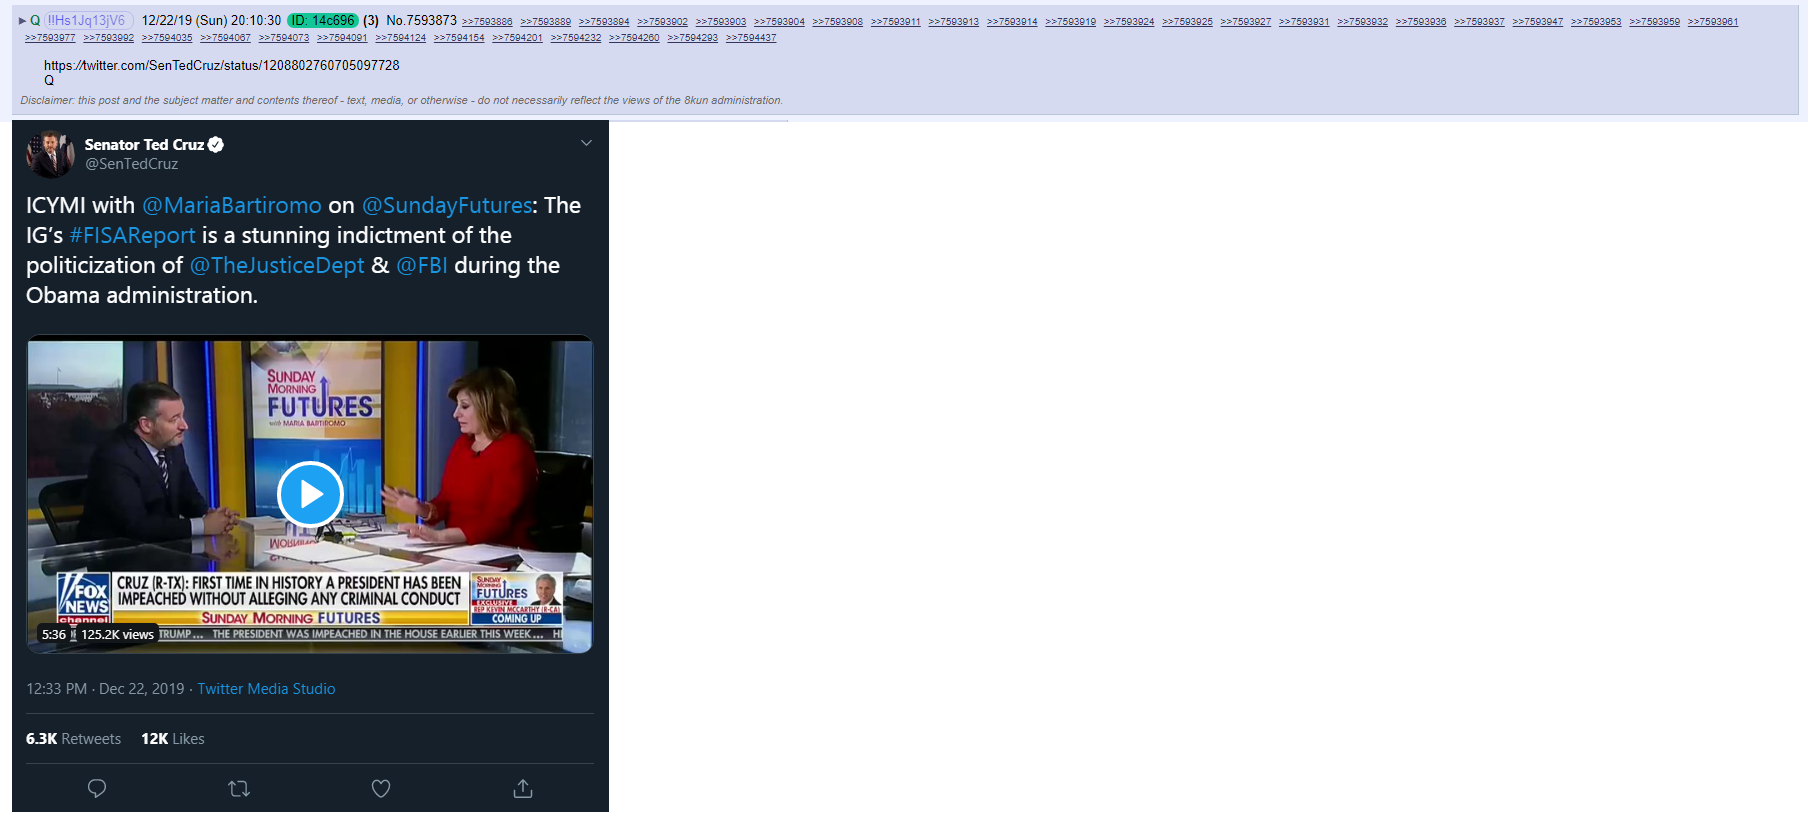 ▶ Q !!Hs1Jq13jV6 12/22/19 (Sun) 20:10:30 ID: 14c696 (3) No.7593873 >>7593886 >>7593889 >>7593894 >>7593902 >>7593903 >>7593904 >>7593908 >>7593911 >>7593913 >>7593914 >>7593919 >>7593924 >>7593925 >>7593927 >>7593931 >>7593932 >>7593936 >>7593937 >>7593947 >>7593953 >>7593959 >>7593961
>>7593977 >>7593992 >>7594035 >>7594067 >>7594073 >>7594091 >>7594124 >>7594154 >>7594201 >>7594232 >>7594260 >>7594293 >>7594437
https://twitter.com/SenTedCruz/status/1208802760705097728
Q
Disclaimer: this post and the subject matter and contents thereof - text, media, or otherwise - do not necessarily reflect the views of the 8kun administration.
Senator Ted Cruz
@SenTedCruz
ICYMI with @MariaBartiromo on @SundayFutures: The
IG’s #FISAReport is a stunning indictment of the
politicization of @TheJusticeDept & @FBI during the
Obama administration.
SUNDAY
MORNING
FUTURES
with MARIA BARTIROMO
FOX
NEWS
channel
CRUZ (R-TX): FIRST TIME IN HISTORY A PRESIDENT HAS BEEN
IMPEACHED WITHOUT ALLEGING ANY CRIMINAL CONDUCT
SUNDAY MORNING FUTURES
SUNDAY
MORNING
FUTURES
EXCLUSIVE
REP KEVIN MCCARTHY (R-CA)
COMING UP
5:36 125.2K views
TRUMP... THE PRESIDENT WAS IMPEACHED IN THE HOUSE EARLIER THIS WEEK...
12:33 PM · Dec 22, 2019 · Twitter Media Studio
6.3K Retweets 12K Likes